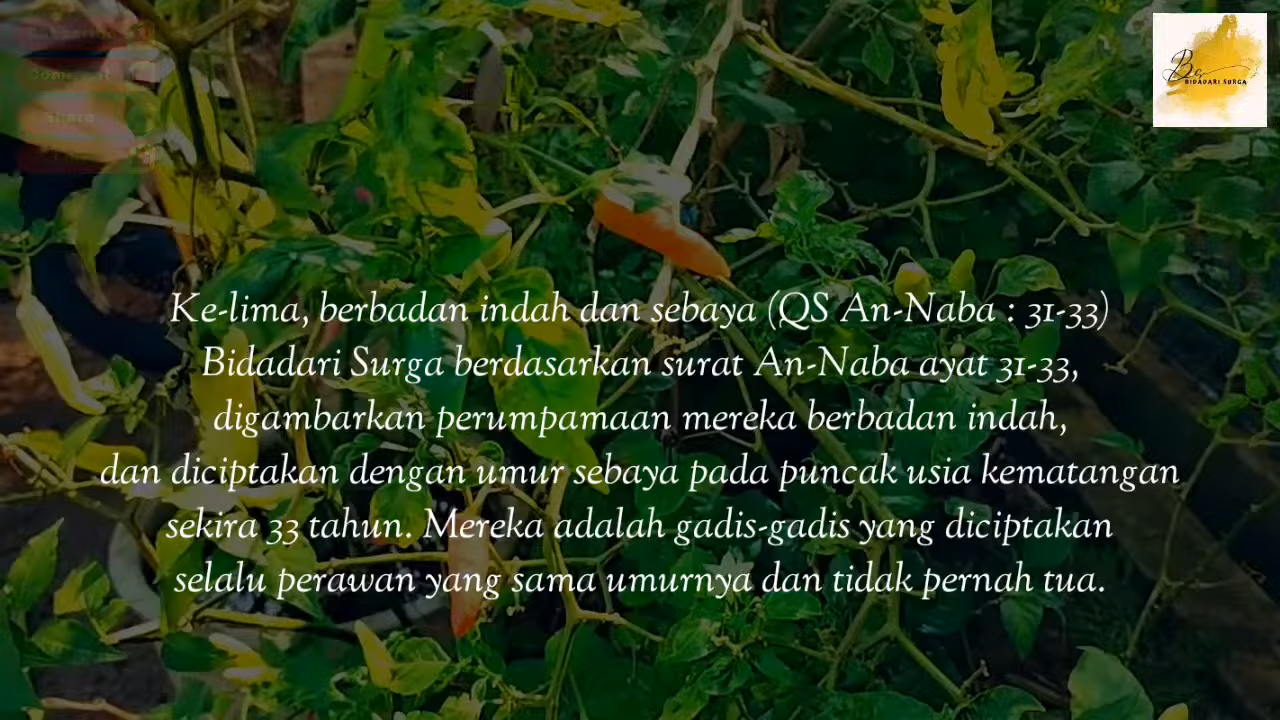 Comment
Share
BIDADARI SURGA
Ke-lima, berbadan indah dan sebaya (QS An-Naba : 31-33)
Bidadari Surga berdasarkan surat An-Naba ayat 31-33,
digambarkan perumpamaan mereka berbadan indah,
dan diciptakan dengan umur sebaya pada puncak usia kematangan
sekira 33 tahun. Mereka adalah gadis-gadis yang diciptakan
selalu perawan yang sama umurnya dan tidak pernah tua.